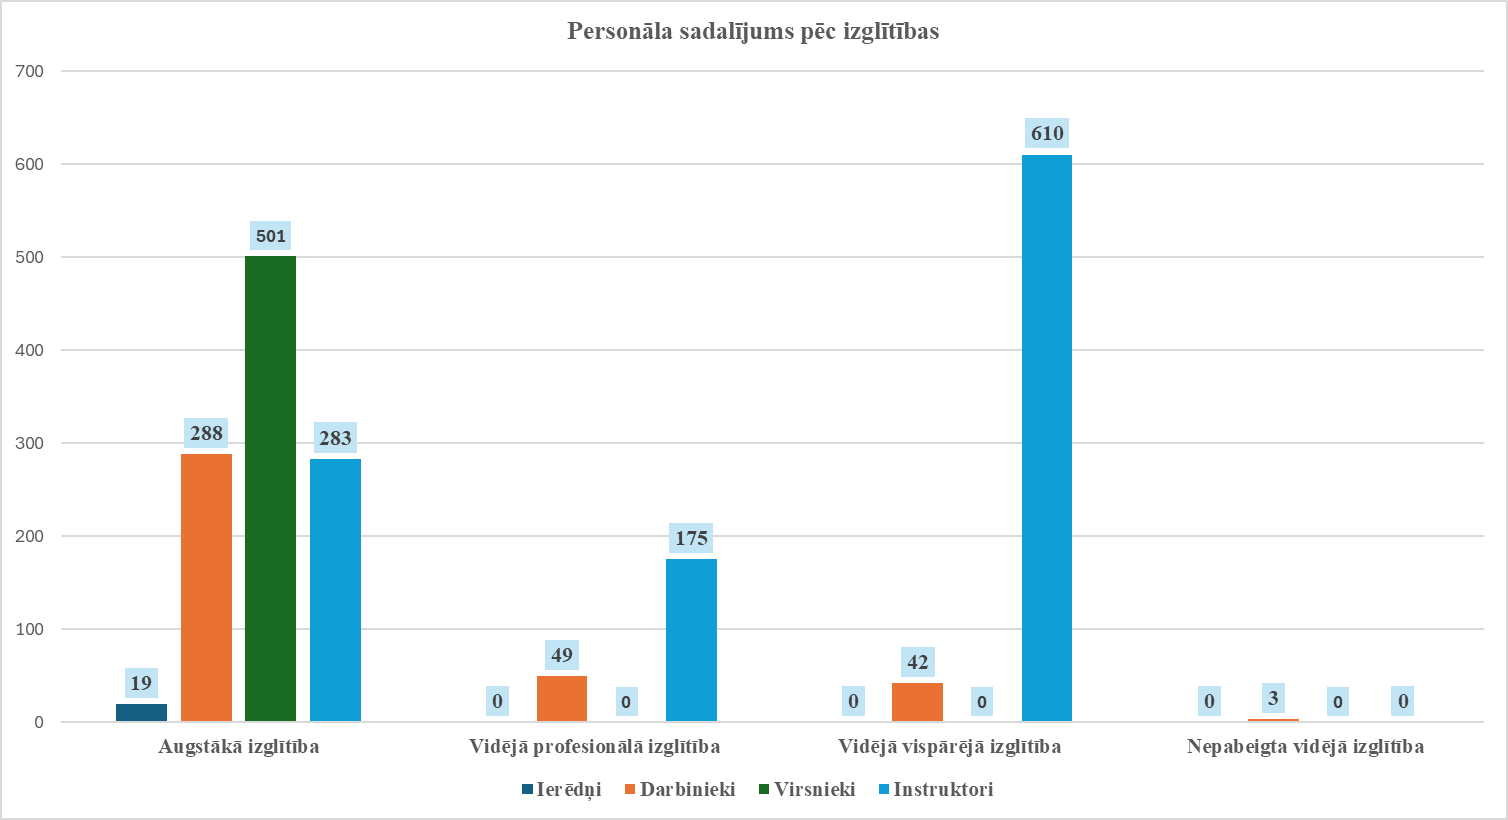 Personāla sadalījums pēc izglītības
700
600
500
400
300
200
100
0
19
288
501
283
0
49
0
175
0
42
0
610
0
3
0
0
Augstākā izglītība
Vidējā profesionālā izglītība
Vidējā vispārējā izglītība
Nepabeigta vidējā izglītība
Ierēdņi
Darbinieki
Virsnieki
Instruktori